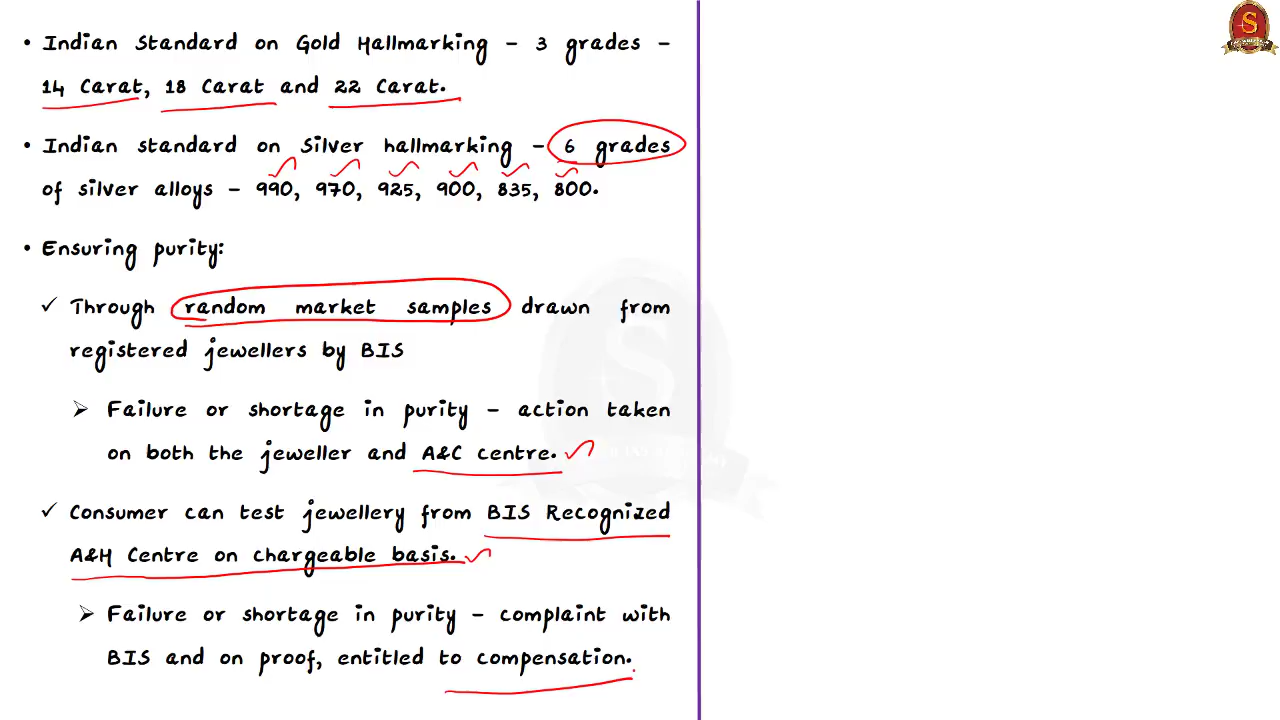 • Indian Standard on Gold Hallmarking – 3 grades –
14 Carat, 18 Carat and 22 Carat.
• Indian standard on Silver hallmarking – 6 grades
of silver alloys – 990, 970, 925, 900, 835, 800.
• Ensuring purity:
✓ Through random market samples drawn from
registered jewellers by BIS
➢ Failure or shortage in purity – action taken
on both the jeweller and A&C centre.
✓ Consumer can test jewellery from BIS Recognized
A&H Centre on chargeable basis.
➢ Failure or shortage in purity – complaint with
BIS and on proof, entitled to compensation.
S
S